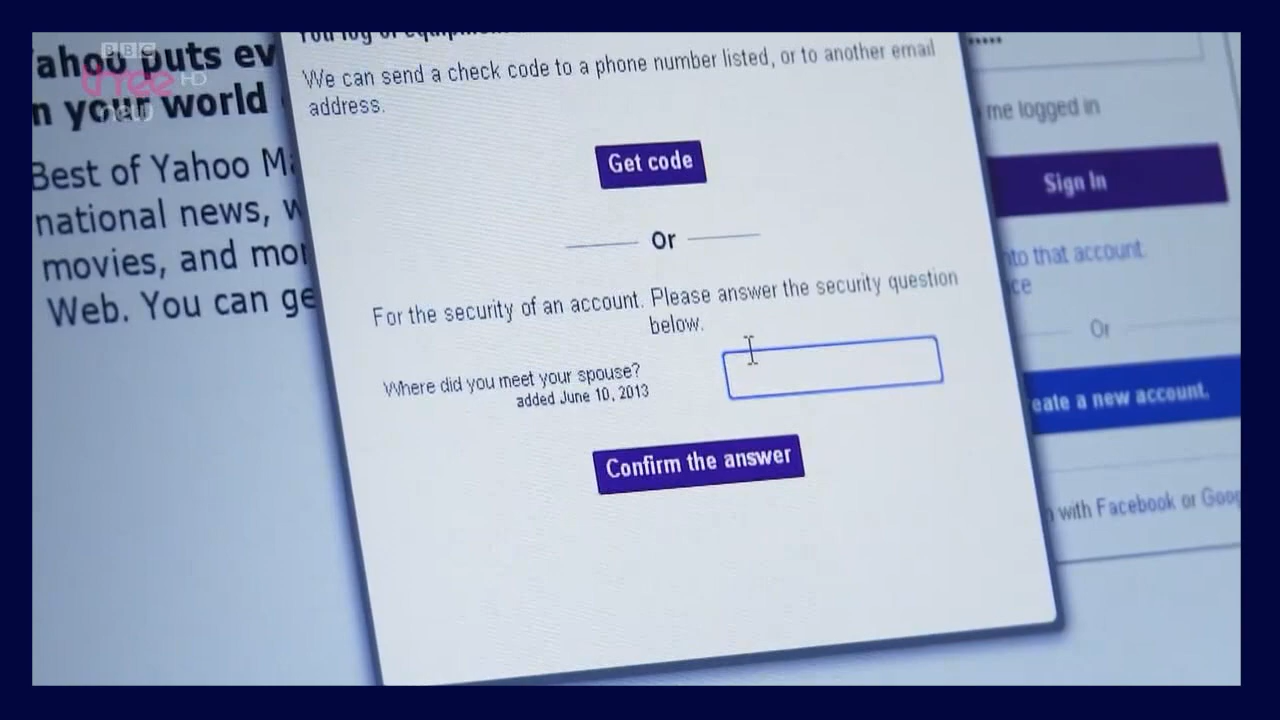 BBC
three HD
new
ahoo puts ev
n your world
Best of Yahoo Ma
national news, w
movies, and mor
Web. You can ge
We can send a check code to a phone number listed, or to another email
address.
Get code
Or
For the security of an account. Please answer the security question
below.
Where did you meet your spouse?
added June 10, 2013
Confirm the answer
me logged in
Sign In
nto that account.
ce
Or
eate a new account.
with Facebook or Goog